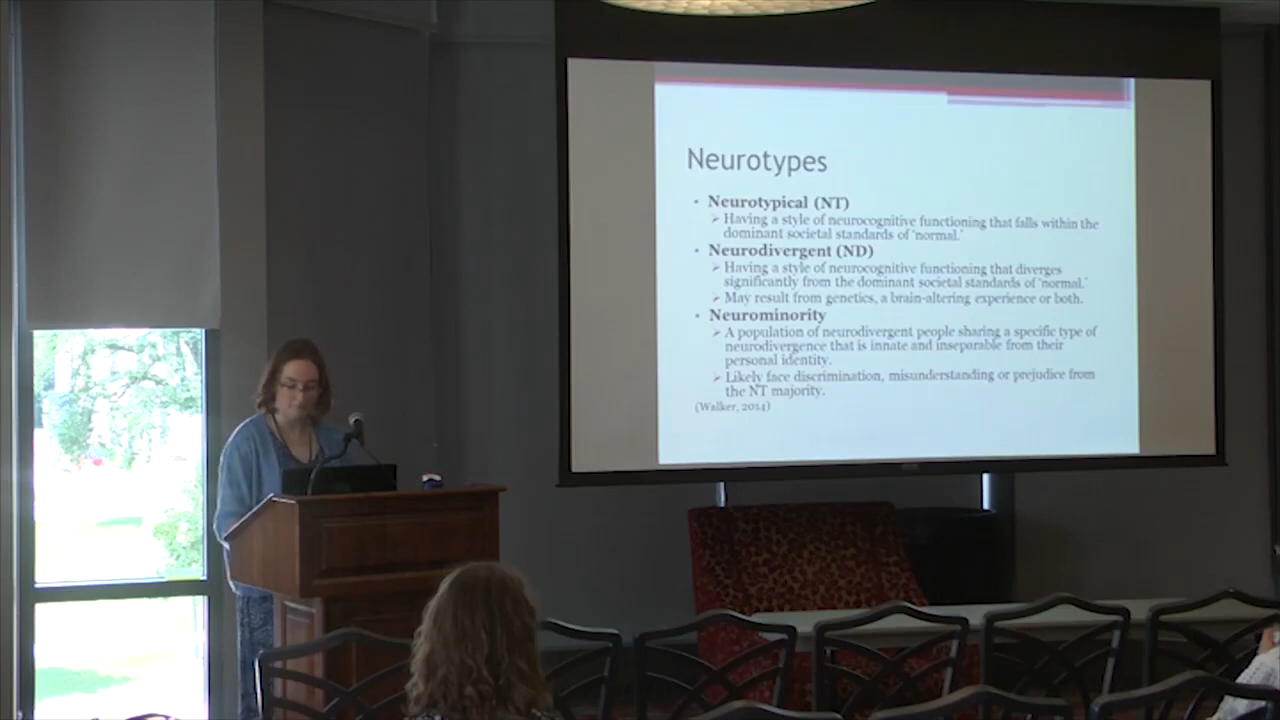 Neurotypes
• Neurotypical (NT)
➢ Having a style of neurocognitive functioning that falls within the
dominant societal standards of "normal."
• Neurodivergent (ND)
➢ Having a style of neurocognitive functioning that diverges
significantly from the dominant societal standards of "normal."
➢ May result from genetics, a brain-altering experience or both.
• Neurominority
➢ A population of neurodivergent people sharing a specific type of
neurodivergence that is innate and inseparable from their
personal identity.
➢ Likely face discrimination, misunderstanding or prejudice from
the NT majority.
(Walker, 2014)